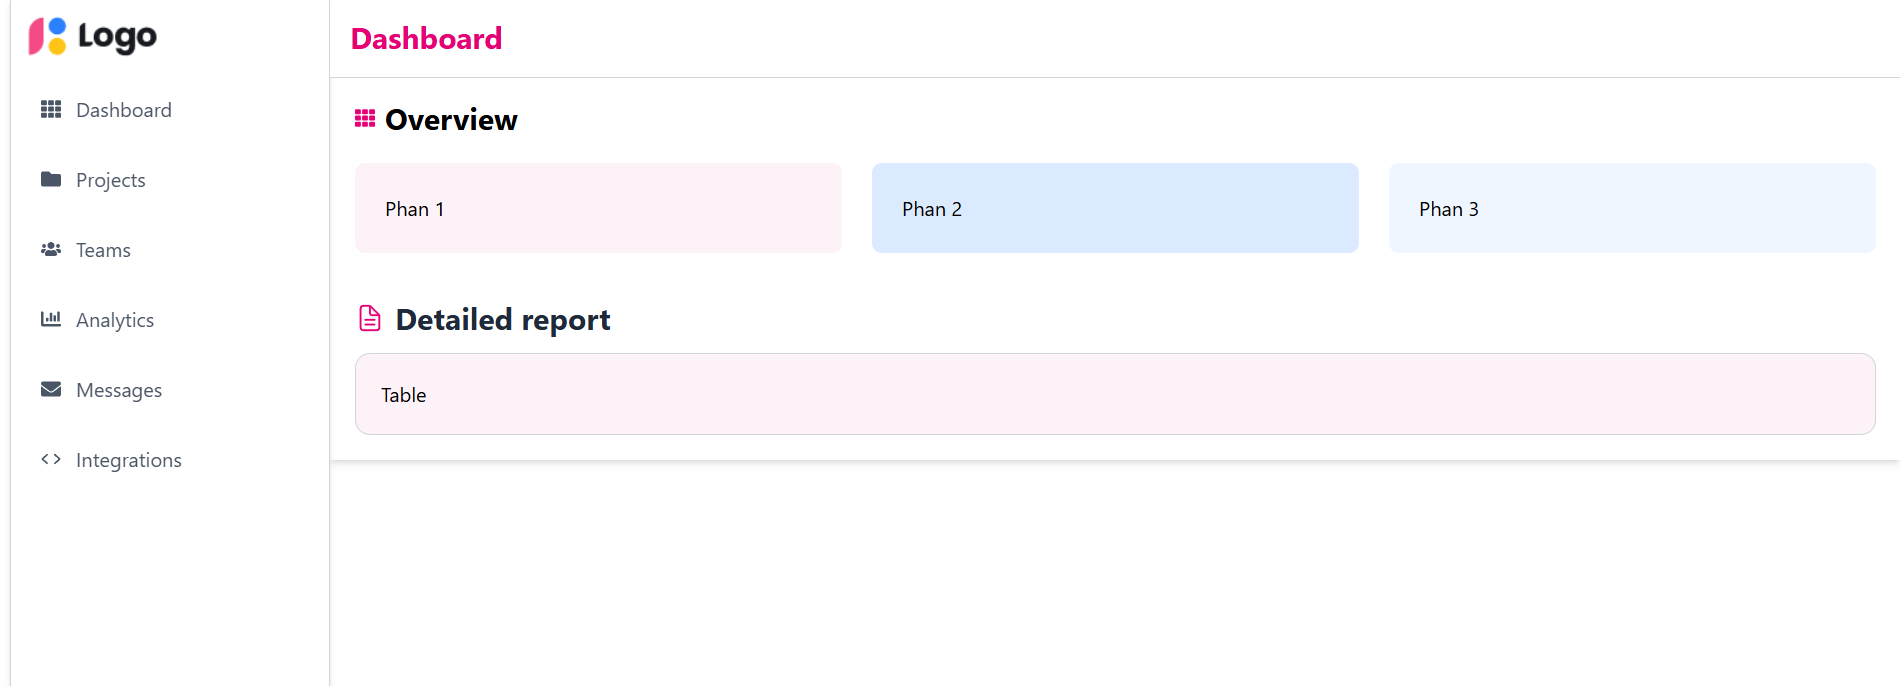 Logo
Dashboard
Projects
Teams
Analytics
Messages
Integrations
Dashboard
Overview
Phan 1
Phan 2
Phan 3
Detailed report
Table